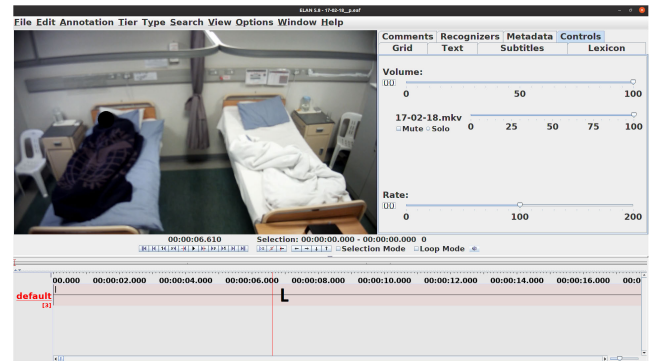 ELAN 5.9 - 17-02-18__p.eaf
File Edit Annotation Tier Type Search View Options Window Help
Comments Recognizers Metadata Controls
Grid Text Subtitles Lexicon
Volume:
0 50 100
17-02-18.mkv
Mute Solo 0 25 50 75 100
Rate:
0 100 200
00:00:06.610 Selection: 00:00:00.000 - 00:00:00.000 0
Selection Mode Loop Mode
00.000 00:00:02.000 00:00:04.000 00:00:06.000 00:00:08.000 00:00:10.000 00:00:12.000 00:00:14.000 00:00:16.000 00:0
default
[3]
L